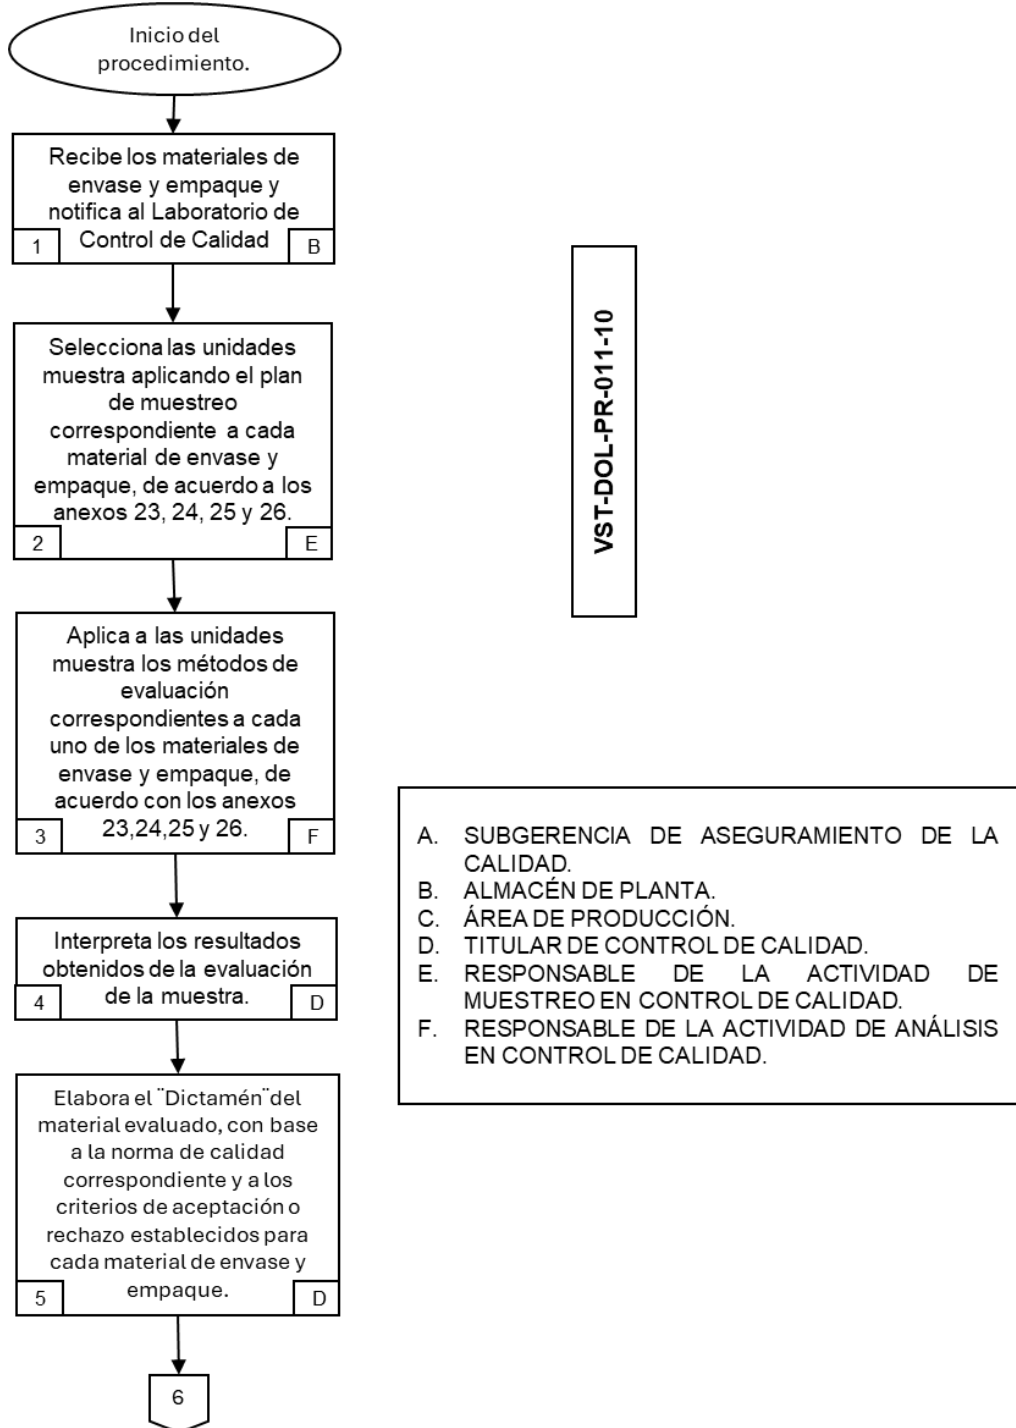 Inicio del
procedimiento.
Recibe los materiales de
envase y empaque y
notifica al Laboratorio de
Control de Calidad
1
B
Selecciona las unidades
muestra aplicando el plan
de muestreo
correspondiente a cada
material de envase y
empaque, de acuerdo a los
anexos 23, 24, 25 y 26.
2
E
Aplica a las unidades
muestra los métodos de
evaluación
correspondientes a cada
uno de los materiales de
envase y empaque, de
acuerdo con los anexos
23,24,25 y 26.
3
F
Interpreta los resultados
obtenidos de la evaluación
de la muestra.
4
D
Elabora el ¨Dictamén¨del
material evaluado, con base
a la norma de calidad
correspondiente y a los
criterios de aceptación o
rechazo establecidos para
cada material de envase y
empaque.
5
D
6
VST-DOL-PR-011-10
A. SUBGERENCIA DE ASEGURAMIENTO DE LA
CALIDAD.
B. ALMACÉN DE PLANTA.
C. ÁREA DE PRODUCCIÓN.
D. TITULAR DE CONTROL DE CALIDAD.
E. RESPONSABLE DE LA ACTIVIDAD DE
MUESTREO EN CONTROL DE CALIDAD.
F. RESPONSABLE DE LA ACTIVIDAD DE ANÁLISIS
EN CONTROL DE CALIDAD.